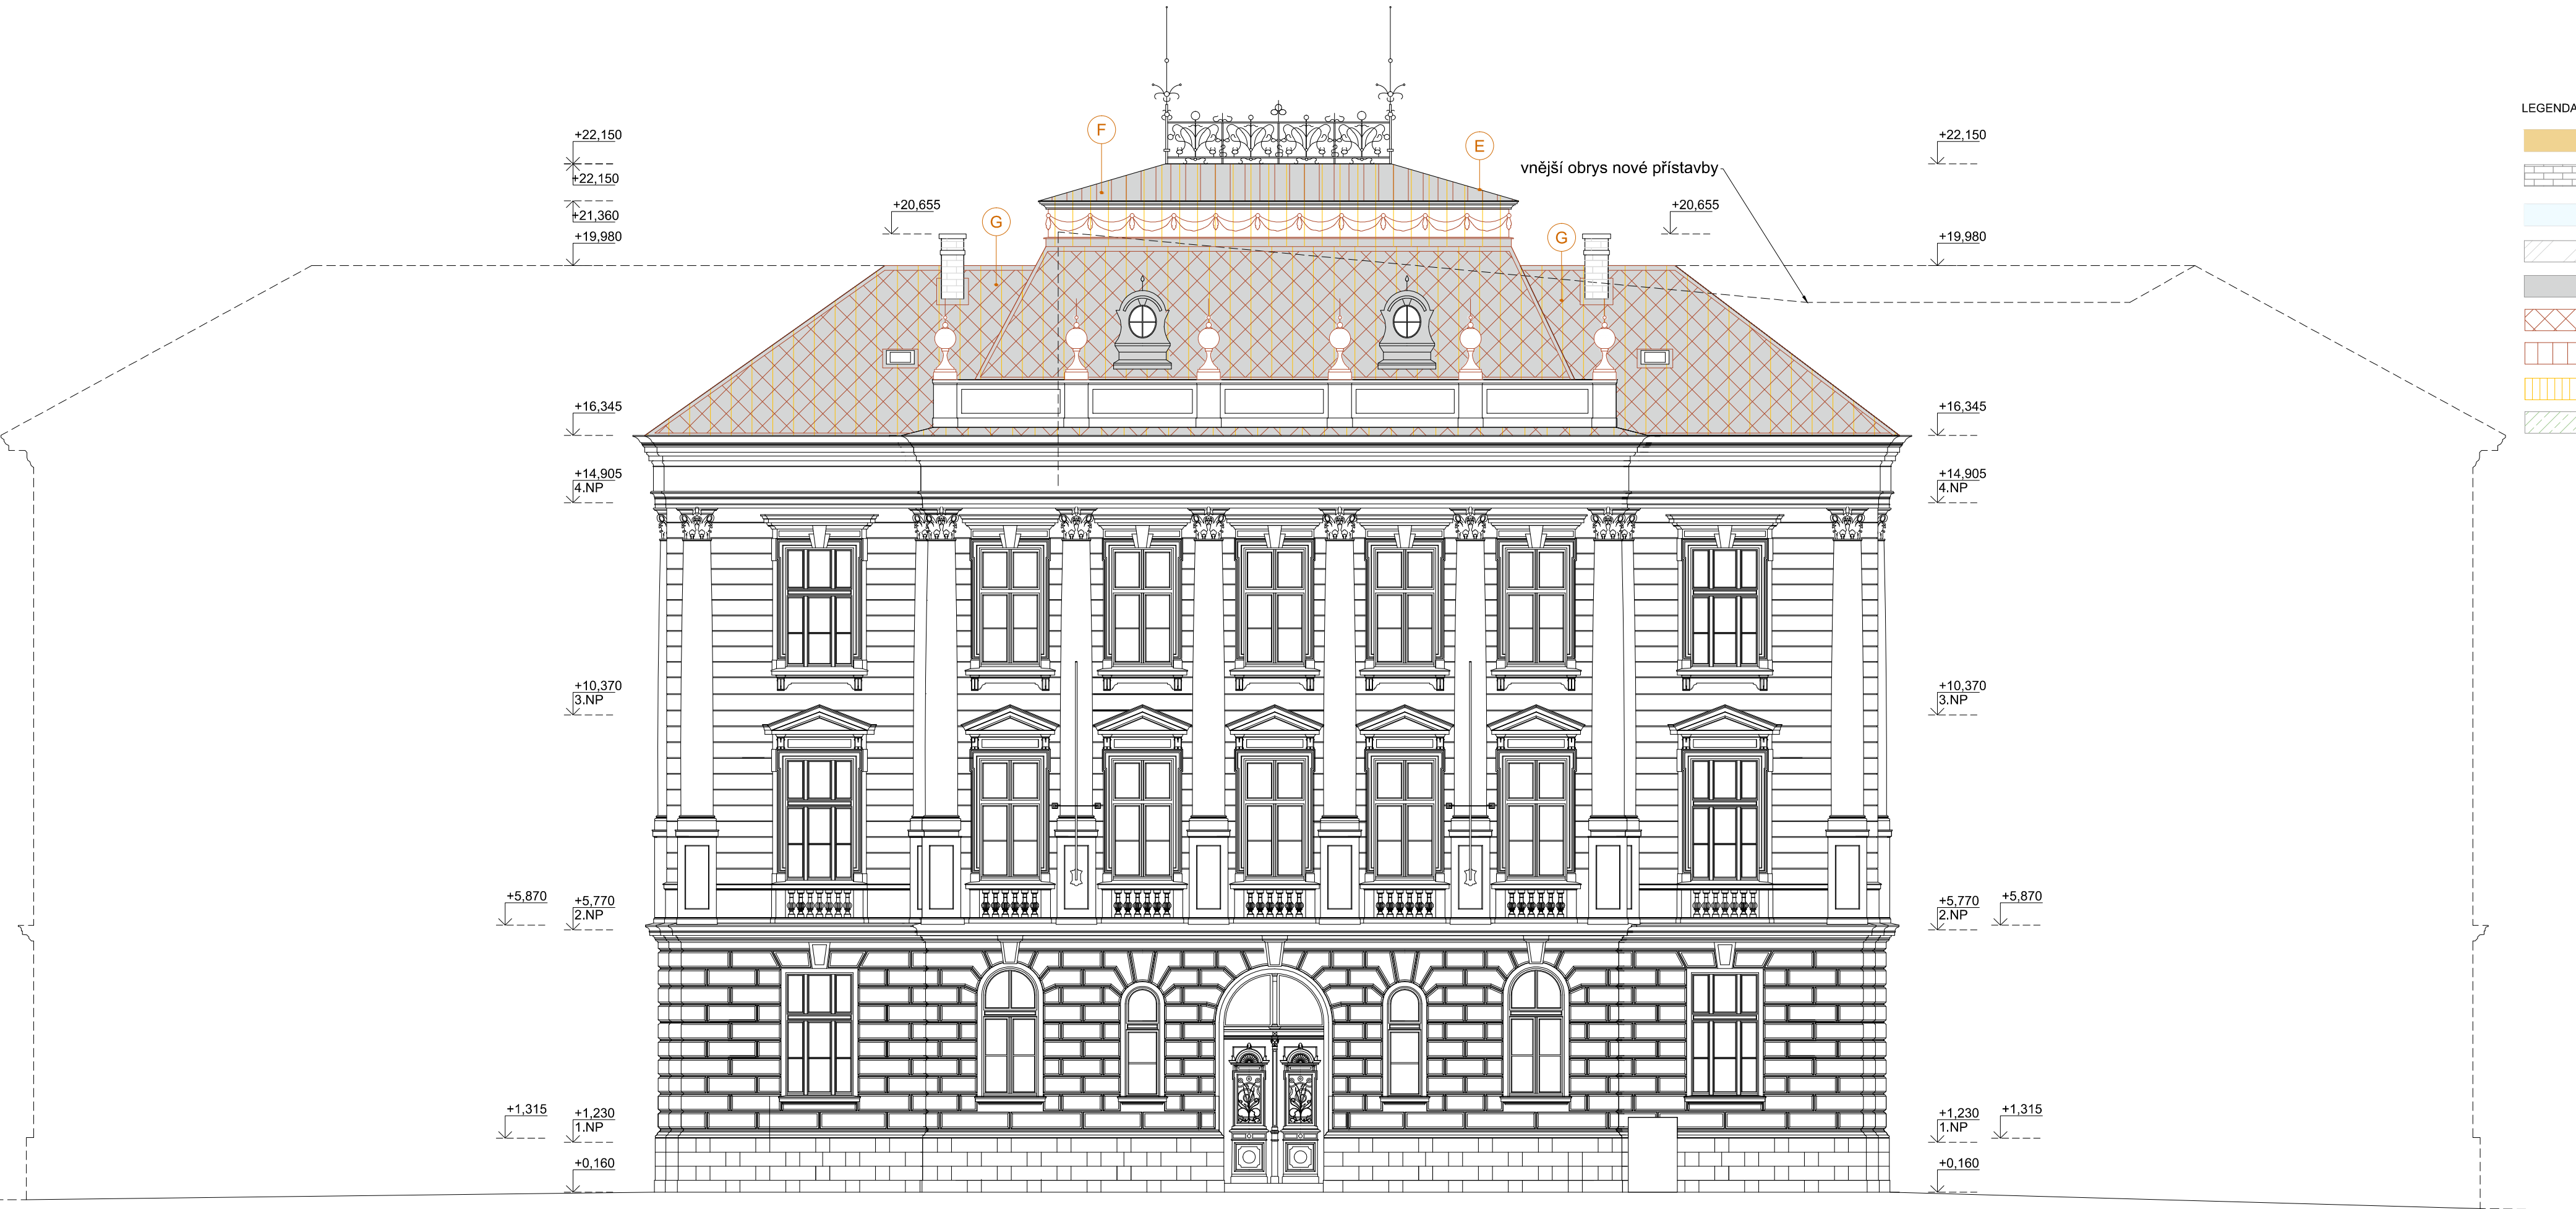 LEGENDA
F
+22,150
+22,150
E
vnější obrys nové přístavby
+22,150
+20,655
+20,655
+21,360
G
G
+19,980
+19,980
+16,345
+16,345
+14,905
4.NP
+14,905
4.NP
+10,370
3.NP
+10,370
3.NP
+5,870
+5,770
2.NP
+5,770
2.NP
+5,870
+1,315
+1,230
1.NP
+1,230
1.NP
+1,315
+0,160
+0,160